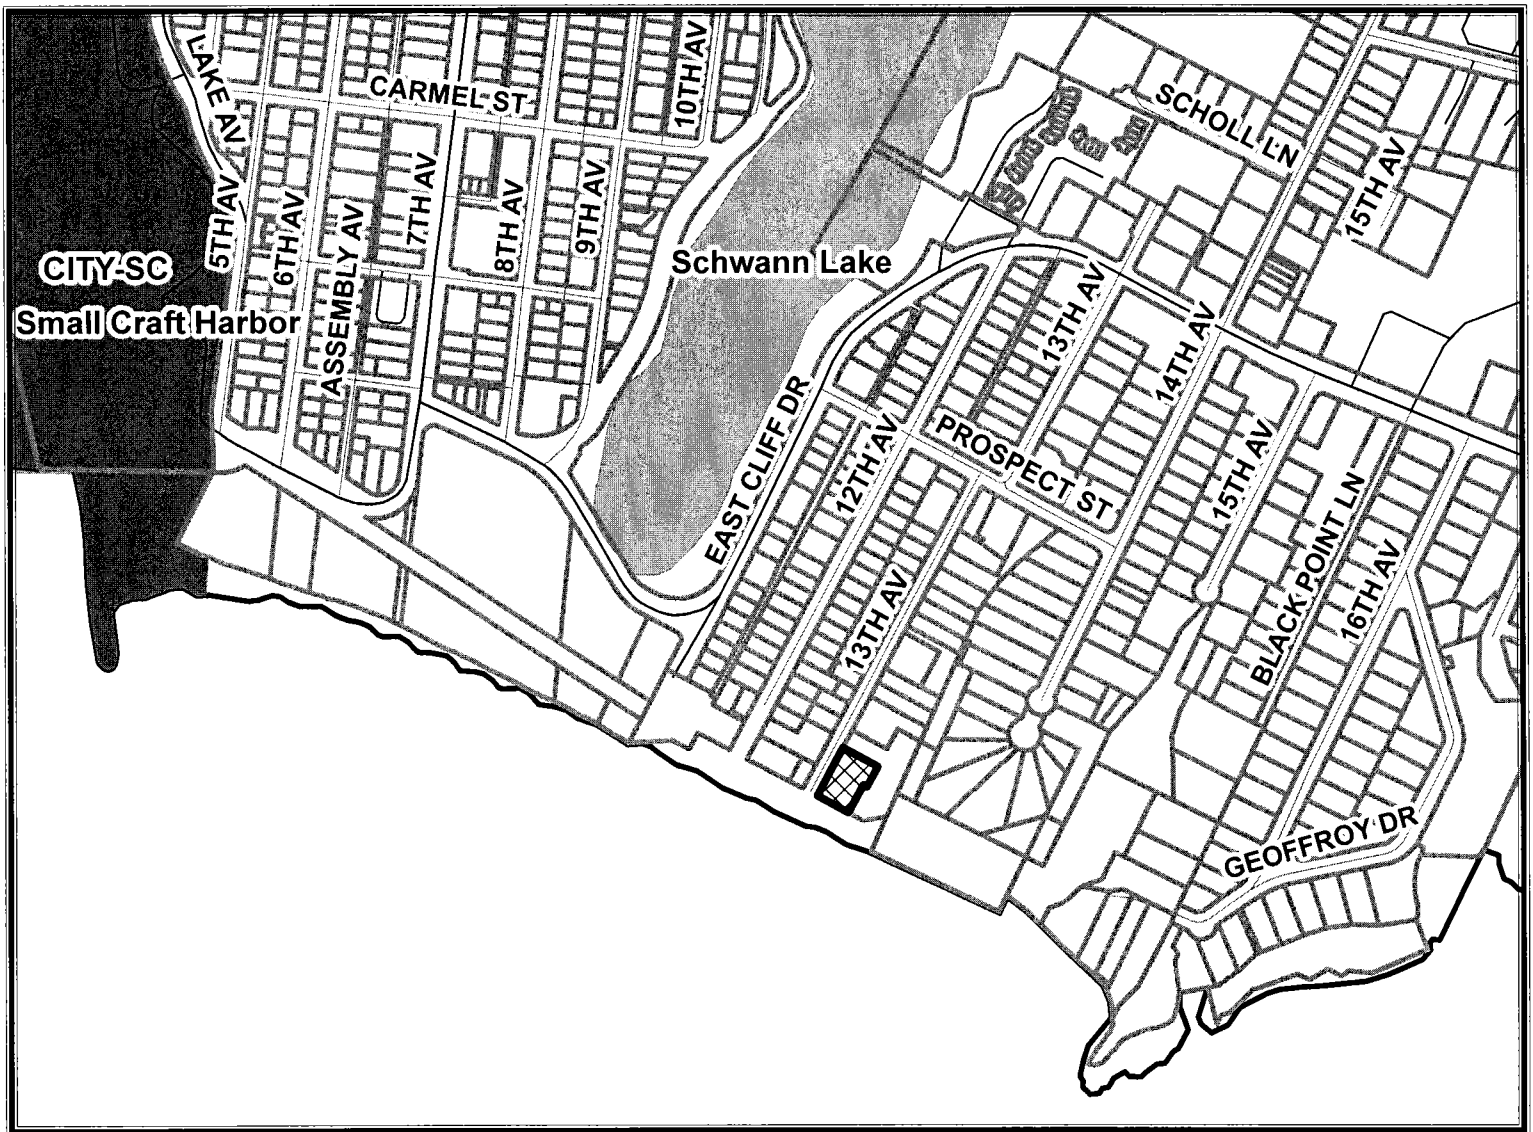 LAKE AV
CARMEL ST
10TH AV
SCHOLL LN
5TH AV
6TH AV
ASSEMBLY AV
7TH AV
8TH AV
9TH AV
15TH AV
CITY-SC
Small Craft Harbor
Schwann Lake
13TH AV
14TH AV
EAST CLIFF DR
12TH AV
PROSPECT ST
15TH AV
BLACK POINT LN
16TH AV
13TH AV
GEOFFROY DR